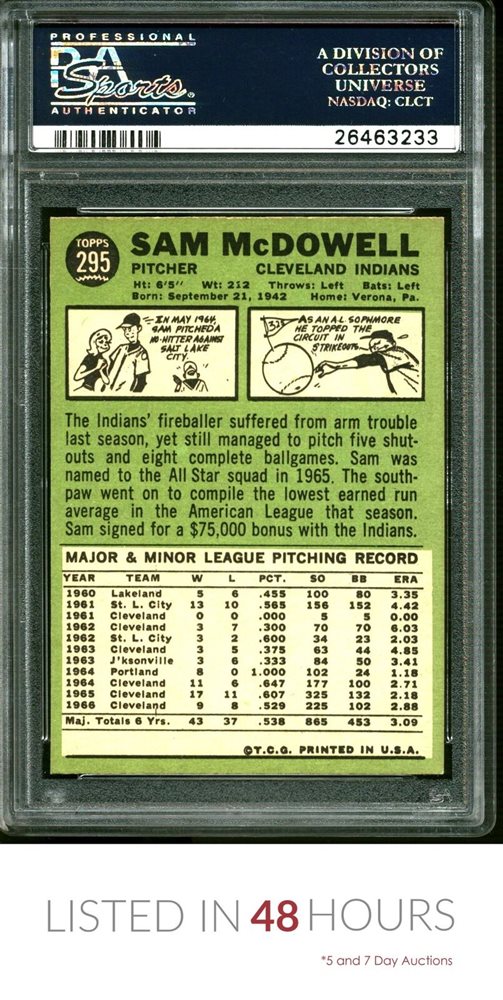 PROFESSIONAL
PSA
Sports
AUTHENTICATOR
A DIVISION OF
COLLECTORS
UNIVERSE
NASDAQ: CLCT
26463233
TOPPS
295
SAM McDOWELL
PITCHER CLEVELAND INDIANS
Ht: 6'5" Wt: 212 Throws: Left Bats: Left
Born: September 21, 1942 Home: Verona, Pa.
IN MAY 1964,
SAM PITCHED A
NO-HITTER AGAINST
SALT LAKE
CITY.
AS AN A.L. SOPHMORE
HE TOPPED THE
CIRCUIT IN
STRIKEOUTS.
325
The Indians' fireballer suffered from arm trouble
last season, yet still managed to pitch five shut-
outs and eight complete ballgames. Sam was
named to the All Star squad in 1965. The south-
paw went on to compile the lowest earned run
average in the American League that season.
Sam signed for a $75,000 bonus with the Indians.
MAJOR & MINOR LEAGUE PITCHING RECORD
YEAR TEAM W L PCT. SO BB ERA
1960 Lakeland 5 6 .455 100 80 3.35
1961 St. L. City 13 10 .565 156 152 4.42
1961 Cleveland 0 0 .000 5 5 0.00
1962 Cleveland 3 7 .300 70 70 6.03
1962 St. L. City 3 2 .600 34 23 2.03
1963 Cleveland 3 5 .375 63 44 4.85
1963 J'ksonville 3 6 .333 84 50 3.41
1964 Portland 8 0 1.000 102 24 1.18
1964 Cleveland 11 6 .647 177 100 2.71
1965 Cleveland 17 11 .607 325 132 2.18
1966 Cleveland 9 8 .529 225 102 2.88
Maj. Totals 6 Yrs. 43 37 .538 865 453 3.09
©T.C.G. PRINTED IN U.S.A.
LISTED IN 48 HOURS
*5 and 7 Day Auctions